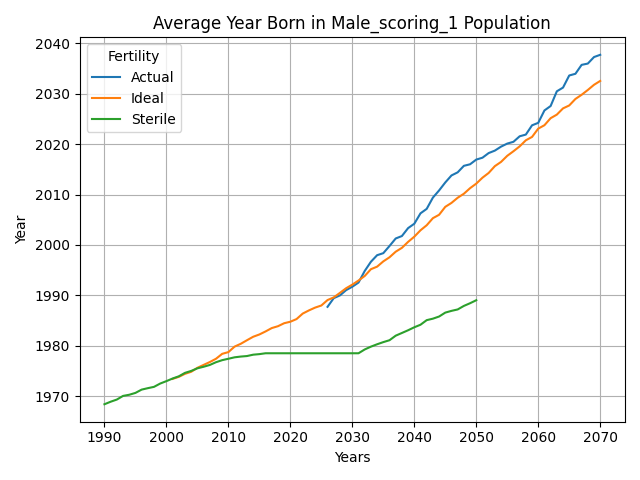 Average Year Born in Male_scoring_1 Population
Fertility
Actual
Ideal
Sterile
2040
2030
2020
2010
2000
1990
1980
1970
Year
1990 2000 2010 2020 2030 2040 2050 2060 2070
Years